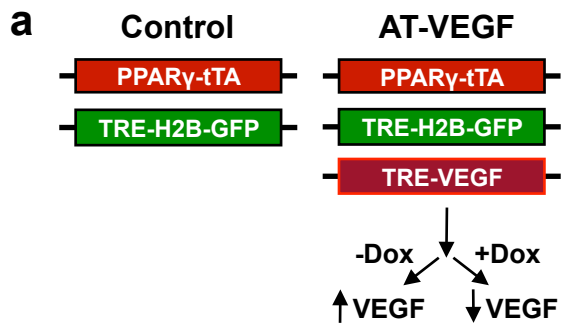 a
Control
AT-VEGF
PPARγ-tTA
PPARγ-tTA
TRE-H2B-GFP
TRE-H2B-GFP
TRE-VEGF
-Dox
+Dox
VEGF
VEGF